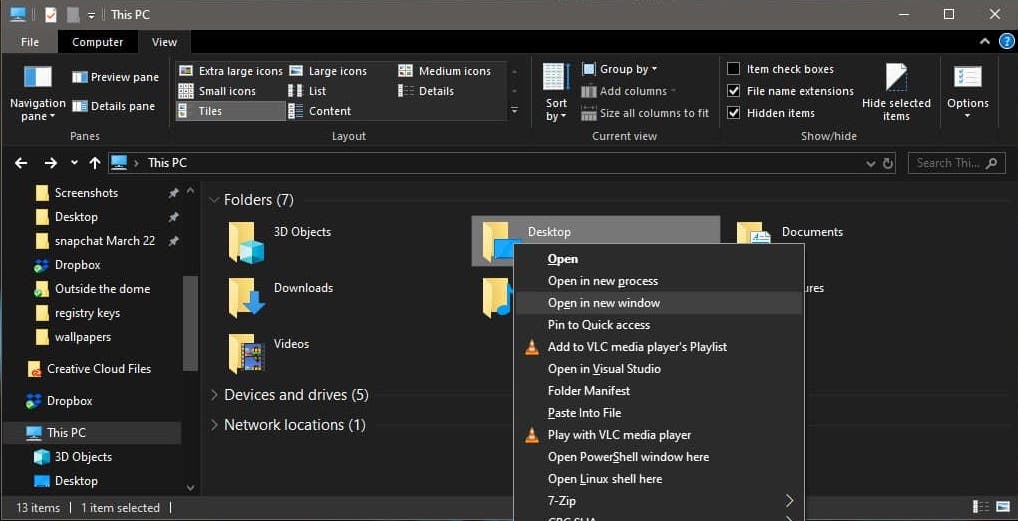 This PC
File
Computer
View
Navigation pane
Preview pane
Details pane
Panes
Extra large icons
Large icons
Medium icons
Small icons
List
Details
Tiles
Content
Layout
Sort by
Group by
Add columns
Size all columns to fit
Current view
Item check boxes
File name extensions
Hidden items
Hide selected items
Show/hide
Options
This PC
Search Thi...
Screenshots
Desktop
snapchat March 22
Dropbox
Outside the dome
registry keys
wallpapers
Creative Cloud Files
Dropbox
This PC
3D Objects
Desktop
Folders (7)
3D Objects
Desktop
Documents
Downloads
Videos
Devices and drives (5)
Network locations (1)
Open
Open in new process
Open in new window
Pin to Quick access
Add to VLC media player's Playlist
Open in Visual Studio
Folder Manifest
Paste Into File
Play with VLC media player
Open PowerShell window here
Open Linux shell here
7-Zip
13 items
1 item selected